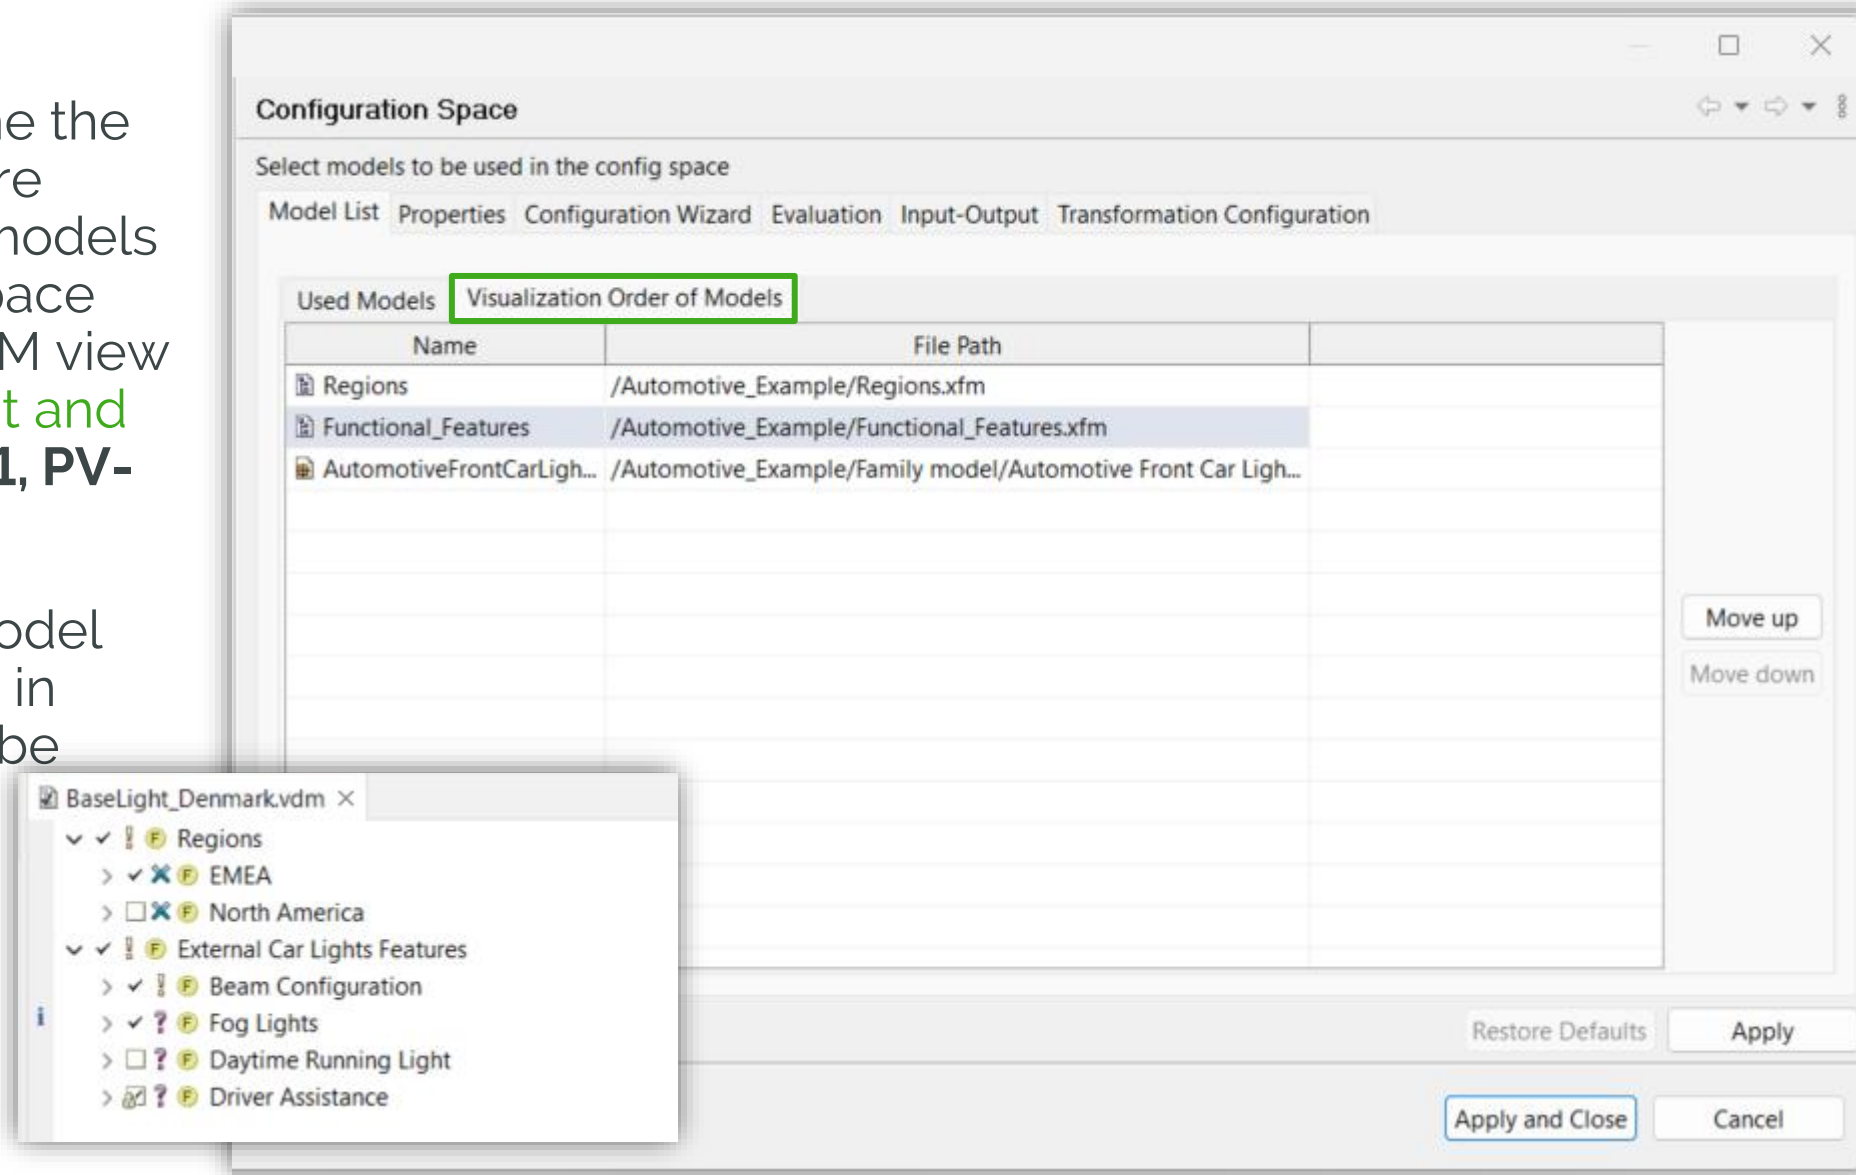 ne the
re
models
pace
M view
t and
1, PV-
odel
in
be
Configuration Space
Select models to be used in the config space
Model List Properties Configuration Wizard Evaluation Input-Output Transformation Configuration
Used Models Visualization Order of Models
Name File Path
Regions /Automotive_Example/Regions.xfm
Functional_Features /Automotive_Example/Functional_Features.xfm
AutomotiveFrontCarLigh... /Automotive_Example/Family model/Automotive Front Car Ligh...
Move up
Move down
Restore Defaults Apply
Apply and Close Cancel
BaseLight_Denmark.vdm
Regions
EMEA
North America
External Car Lights Features
Beam Configuration
Fog Lights
Daytime Running Light
Driver Assistance